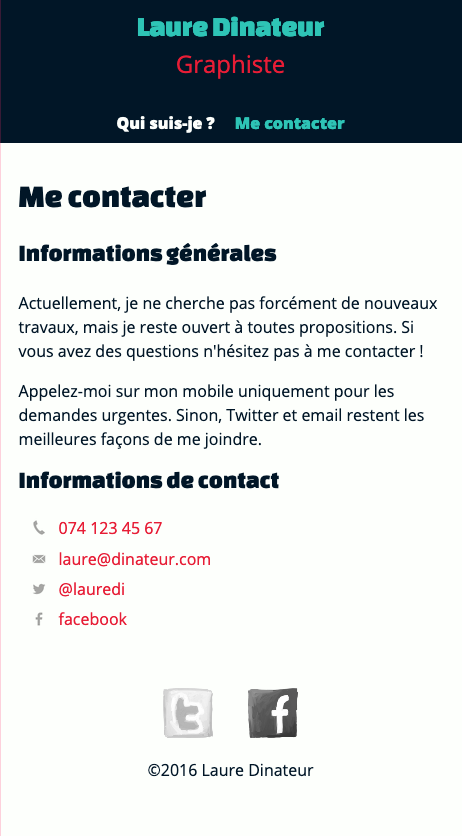 Laure Dinateur
Graphiste
Qui suis-je ? Me contacter
Me contacter
Informations générales
Actuellement, je ne cherche pas forcément de nouveaux
travaux, mais je reste ouvert à toutes propositions. Si
vous avez des questions n'hésitez pas à me contacter !
Appelez-moi sur mon mobile uniquement pour les
demandes urgentes. Sinon, Twitter et email restent les
meilleures façons de me joindre.
Informations de contact
074 123 45 67
laure@dinateur.com
@lauredi
facebook
©2016 Laure Dinateur